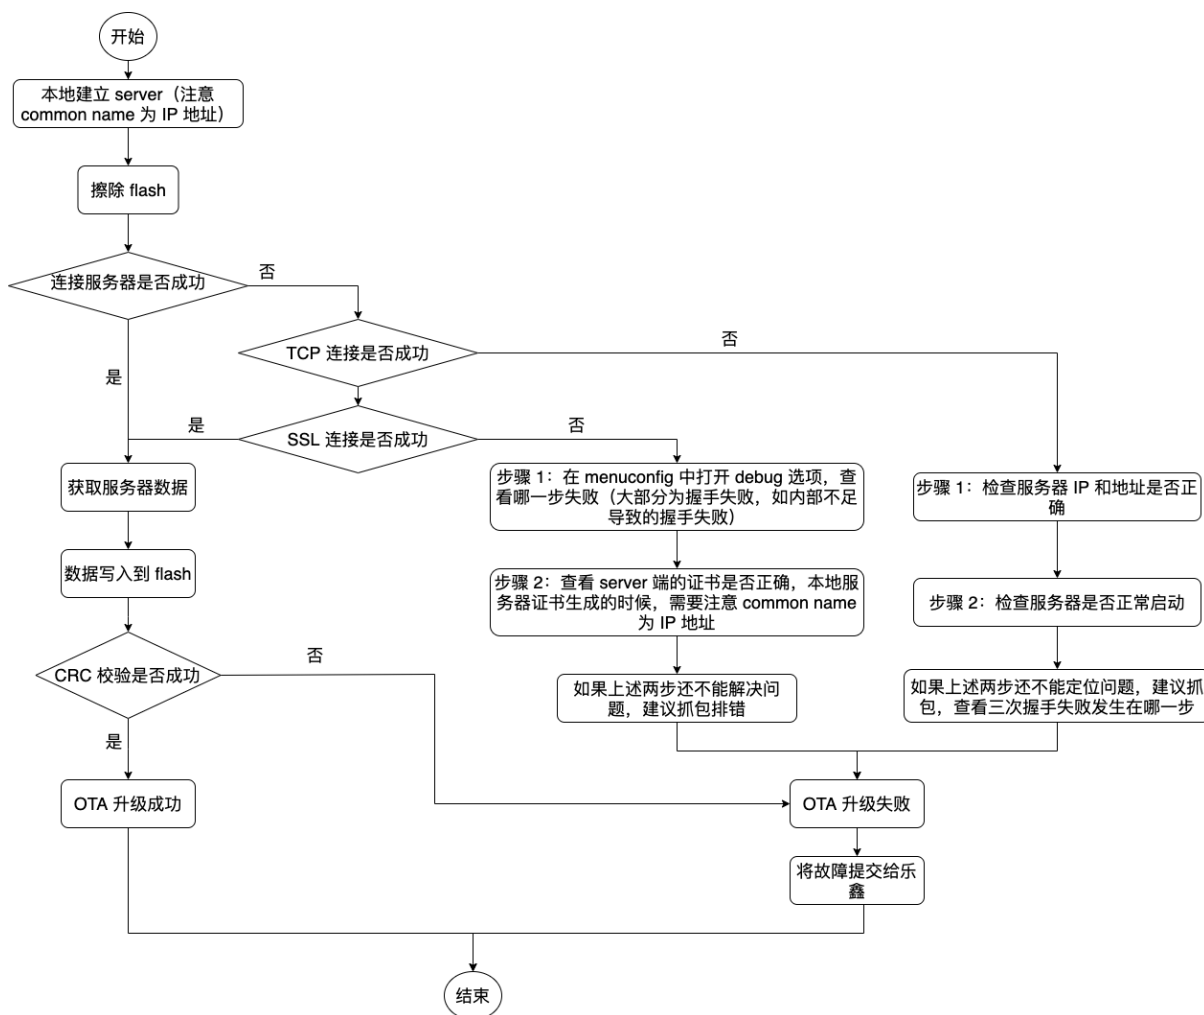 开始
本地建立 server（注意
common name 为 IP 地址）
擦除 flash
连接服务器是否成功
否
TCP 连接是否成功
否
是
SSL 连接是否成功
是
否
获取服务器数据
步骤 1：在 menuconfig 中打开 debug 选项，查
看哪一步失败（大部分为握手失败，如内部不足
导致的握手失败）
步骤 1：检查服务器 IP 和地址是否正
确
数据写入到 flash
步骤 2：查看 server 端的证书是否正确，本地服
务器证书生成的时候，需要注意 common name
为 IP 地址
步骤 2：检查服务器是否正常启动
CRC 校验是否成功
否
如果上述两步还不能解决问
题，建议抓包排错
如果上述两步还不能定位问题，建议抓
包，查看三次握手失败发生在哪一步
是
OTA 升级成功
OTA 升级失败
将故障提交给乐
鑫
结束